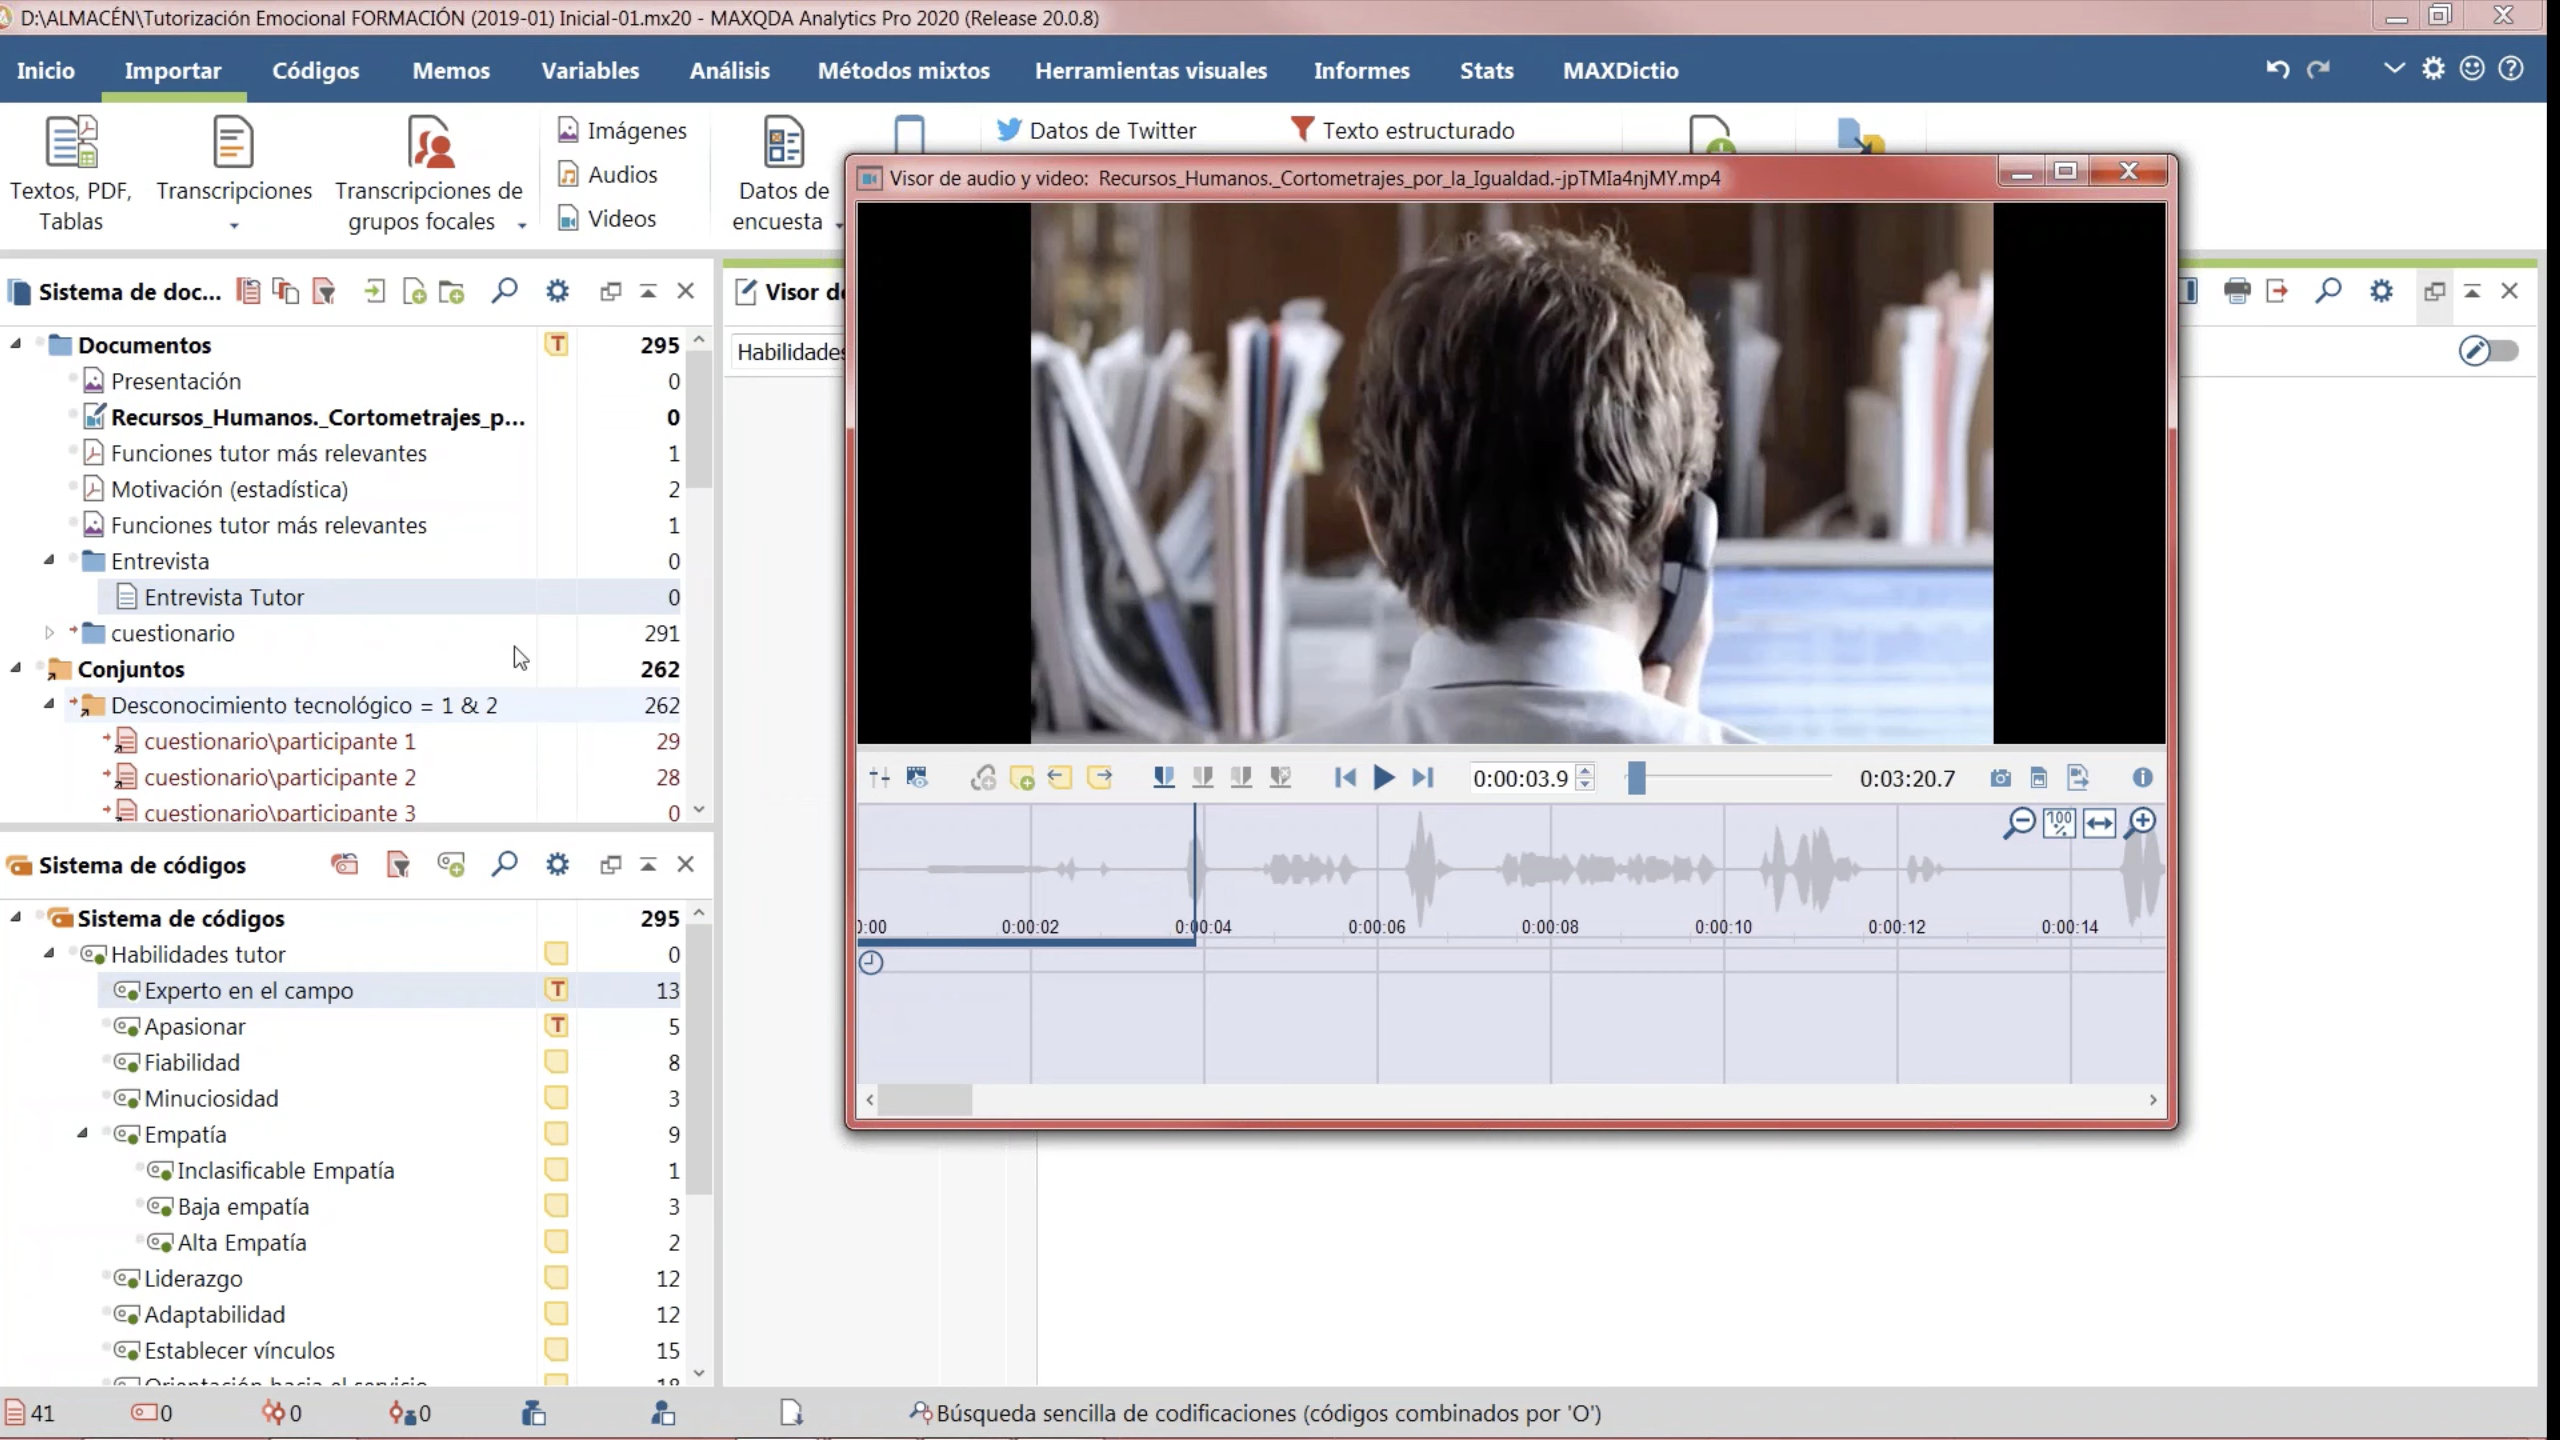 D:\ALMACÉN\Tutorización Emocional FORMACIÓN (2019-01) Inicial-01.mx20 - MAXQDA Analytics Pro 2020 (Release 20.0.8)
Inicio Importar Códigos Memos Variables Análisis Métodos mixtos Herramientas visuales Informes Stats MAXDictio
Textos, PDF, Tablas
Transcripciones
Transcripciones de grupos focales
Imágenes
Audios
Videos
Datos de encuesta
Datos de Twitter
Texto estructurado
Sistema de doc...
Documentos 295
Presentación 0
Recursos_Humanos._Cortometrajes_p... 0
Funciones tutor más relevantes 1
Motivación (estadística) 2
Funciones tutor más relevantes 1
Entrevista 0
Entrevista Tutor 0
cuestionario 291
Conjuntos 262
Desconocimiento tecnológico = 1 & 2 262
cuestionario\participante 1 29
cuestionario\participante 2 28
cuestionario\participante 3 0
Sistema de códigos
Sistema de códigos 295
Habilidades tutor 0
Experto en el campo T 13
Apasionar T 5
Fiabilidad 8
Minuciosidad 3
Empatía 9
Inclasificable Empatía 1
Baja empatía 3
Alta Empatía 2
Liderazgo 12
Adaptabilidad 12
Establecer vínculos 15
Orientación hacia el servicio 18
Visor d
Habilidades
Visor de audio y video: Recursos_Humanos._Cortometrajes_por_la_Igualdad.-jpTMIa4njMY.mp4
0:00:03.9 0:03:20.7
100 %
0:00 0:00:02 0:00:04 0:00:06 0:00:08 0:00:10 0:00:12 0:00:14
41 0 0 0 Búsqueda sencilla de codificaciones (códigos combinados por 'O')